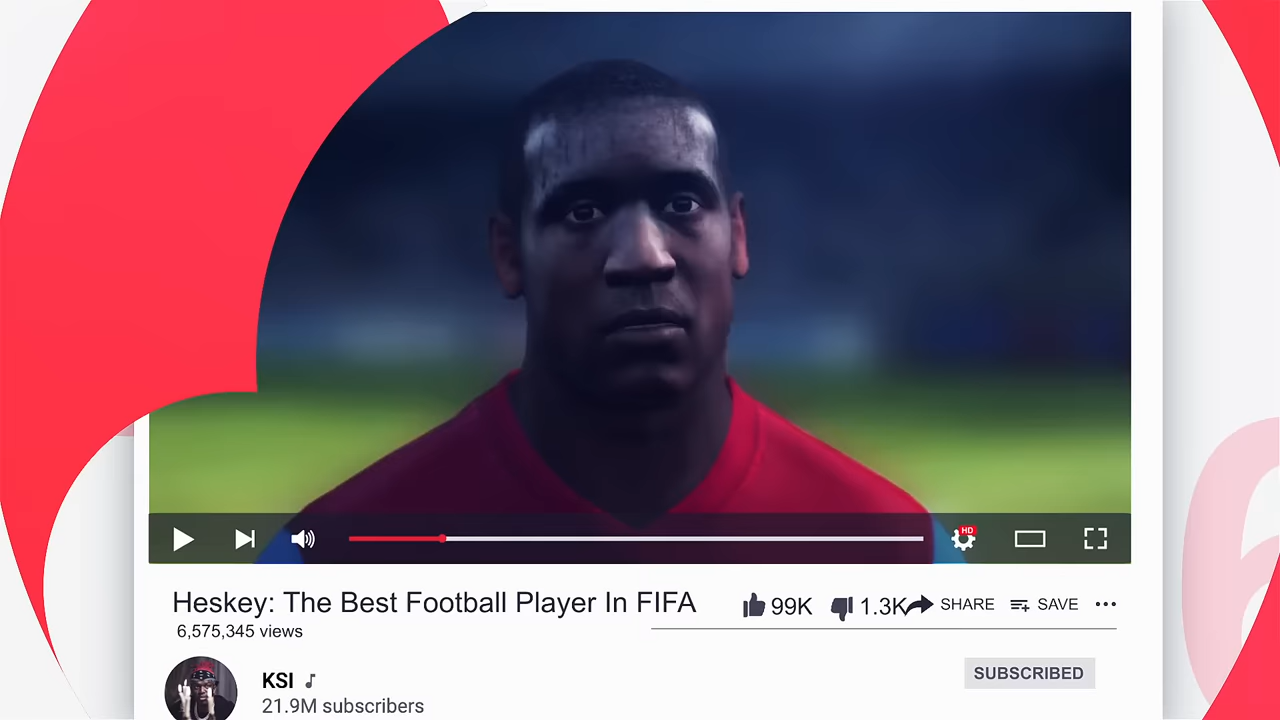 HD
Heskey: The Best Football Player In FIFA
99K 1.3K SHARE SAVE
6,575,345 views
KSI
SUBSCRIBED
21.9M subscribers